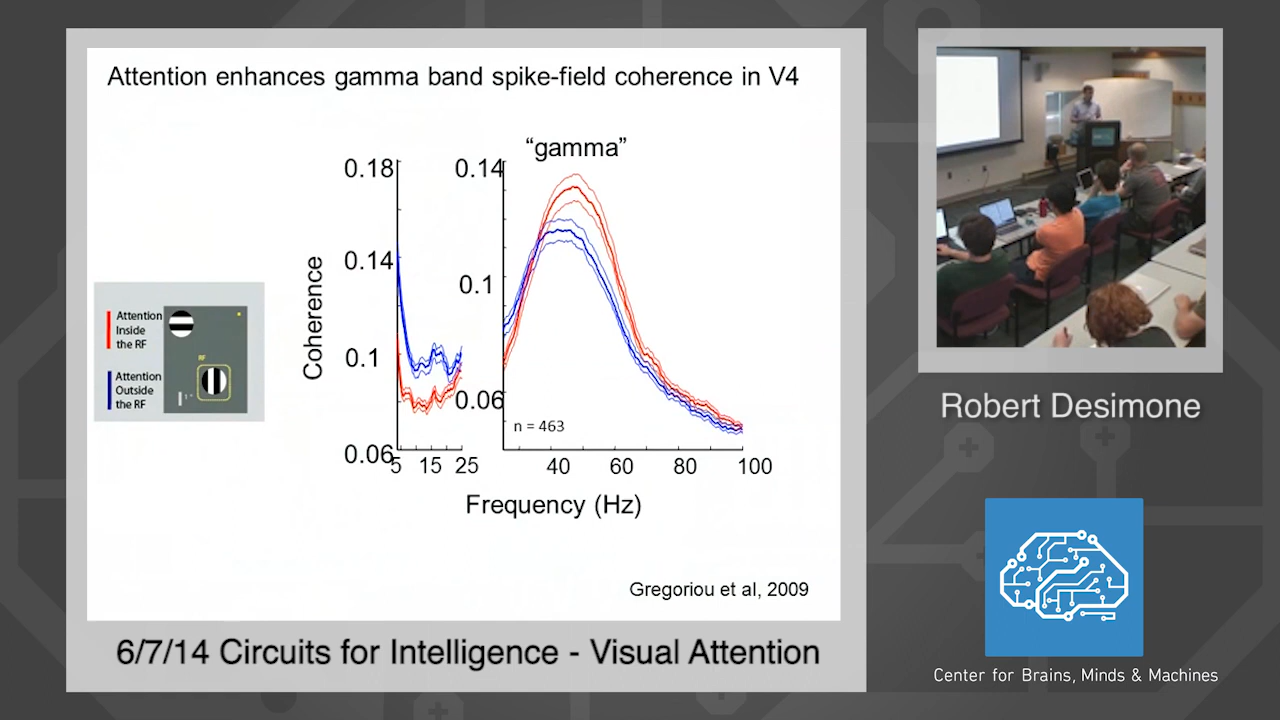 Attention enhances gamma band spike-field coherence in V4
"gamma"
0.18
0.14
0.1
0.06
0.14
0.1
0.06
Coherence
n = 463
5 15 25
40 60 80 100
Frequency (Hz)
Attention
Inside
the RF
Attention
Outside
the RF
RF
1°
Gregoriou et al, 2009
6/7/14 Circuits for Intelligence - Visual Attention
Robert Desimone
Center for Brains, Minds & Machines